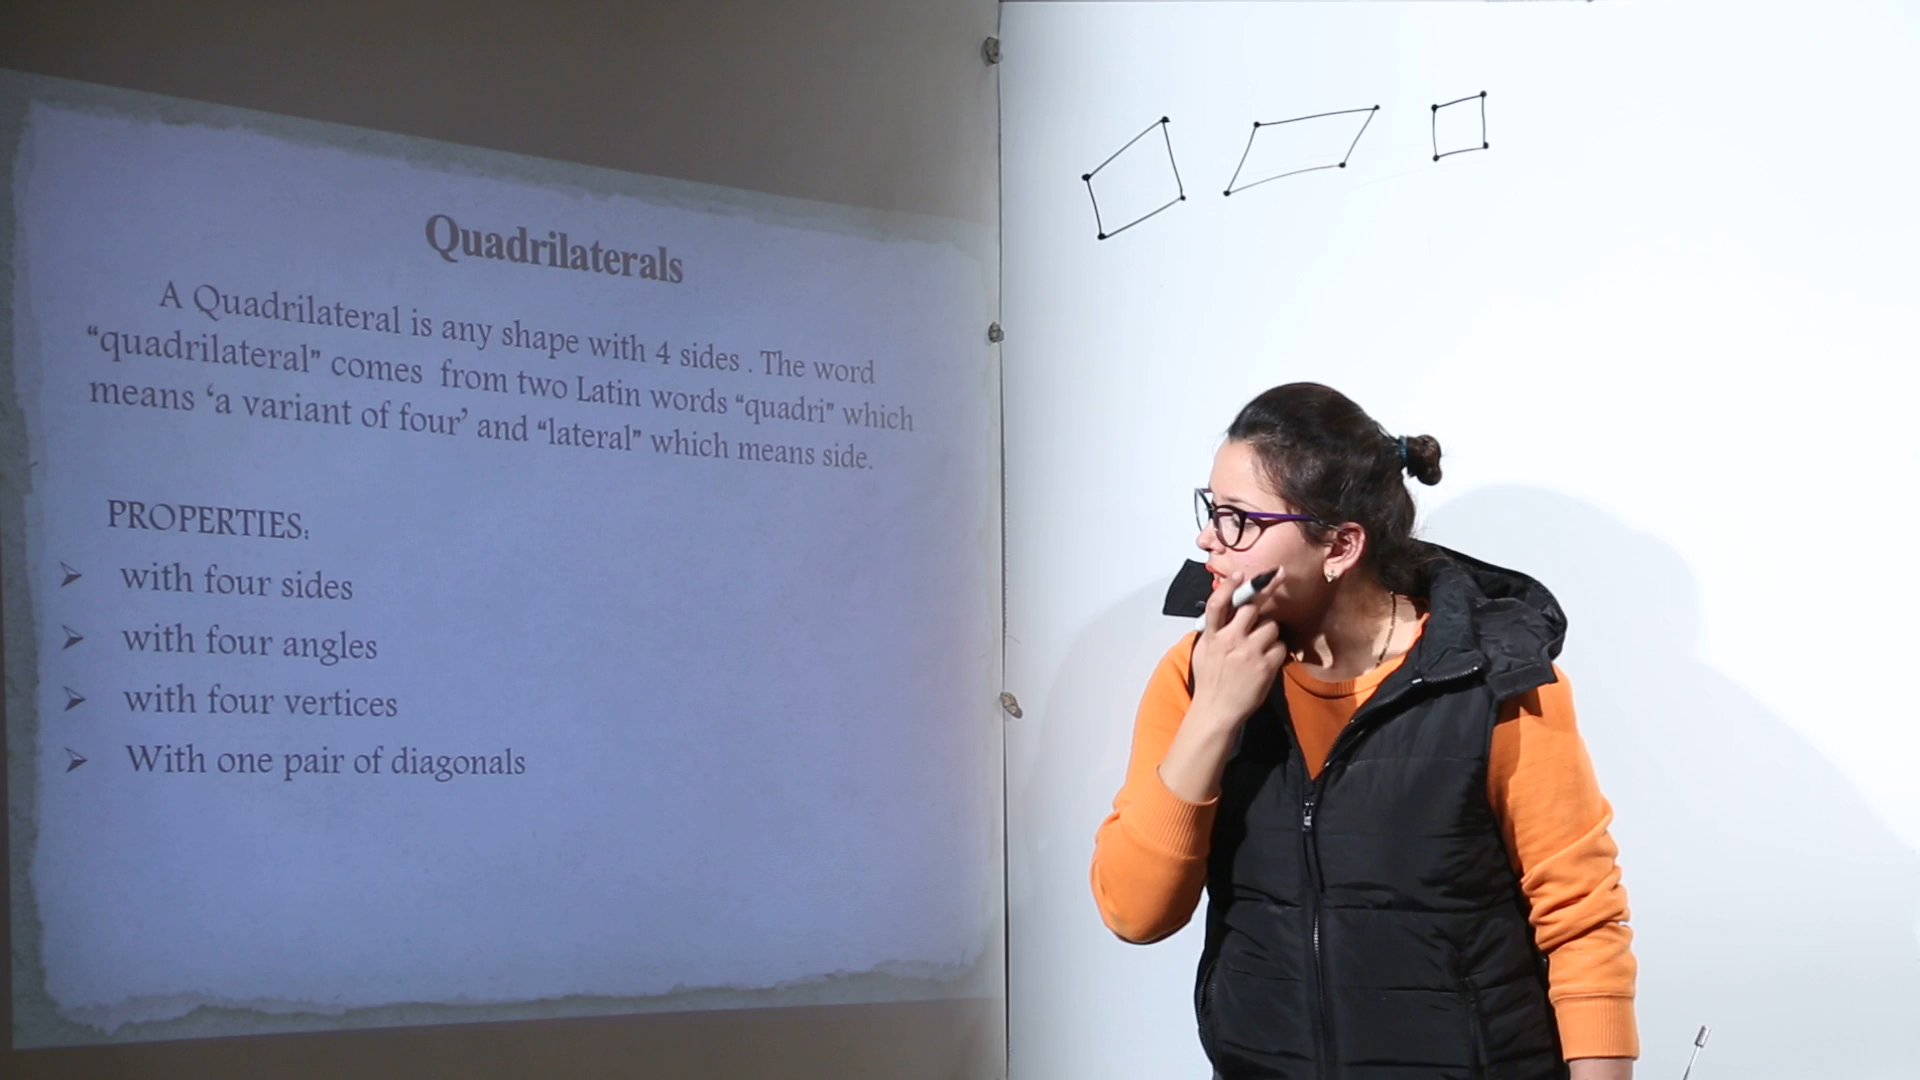 Quadrilaterals
A Quadrilateral is any shape with 4 sides . The word
“quadrilateral” comes from two Latin words “quadri” which
means ‘a variant of four’ and “lateral” which means side.
PROPERTIES:
➢ with four sides
➢ with four angles
➢ with four vertices
➢ With one pair of diagonals